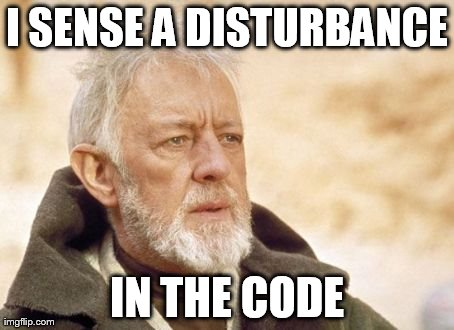 I SENSE A DISTURBANCE
IN THE CODE
imgflip.com